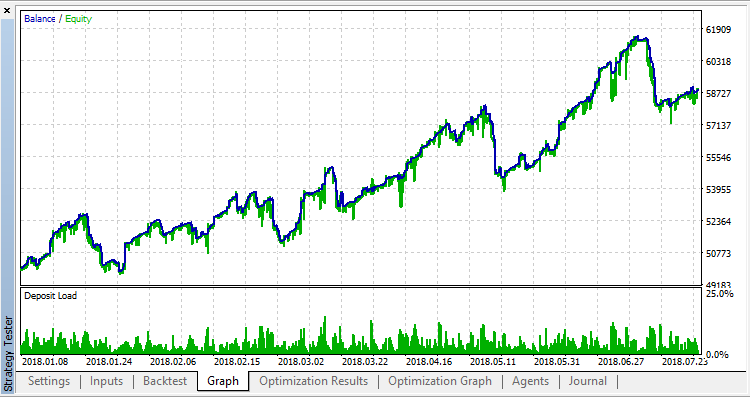 Balance / Equity
61909
60318
58727
57137
55546
53955
52364
50773
49183
Deposit Load
25.0%
0.0%
2018.01.08 2018.01.24 2018.02.06 2018.02.15 2018.03.02 2018.03.22 2018.04.16 2018.05.11 2018.05.31 2018.06.27 2018.07.23
Strategy Tester
Settings Inputs Backtest Graph Optimization Results Optimization Graph Agents Journal